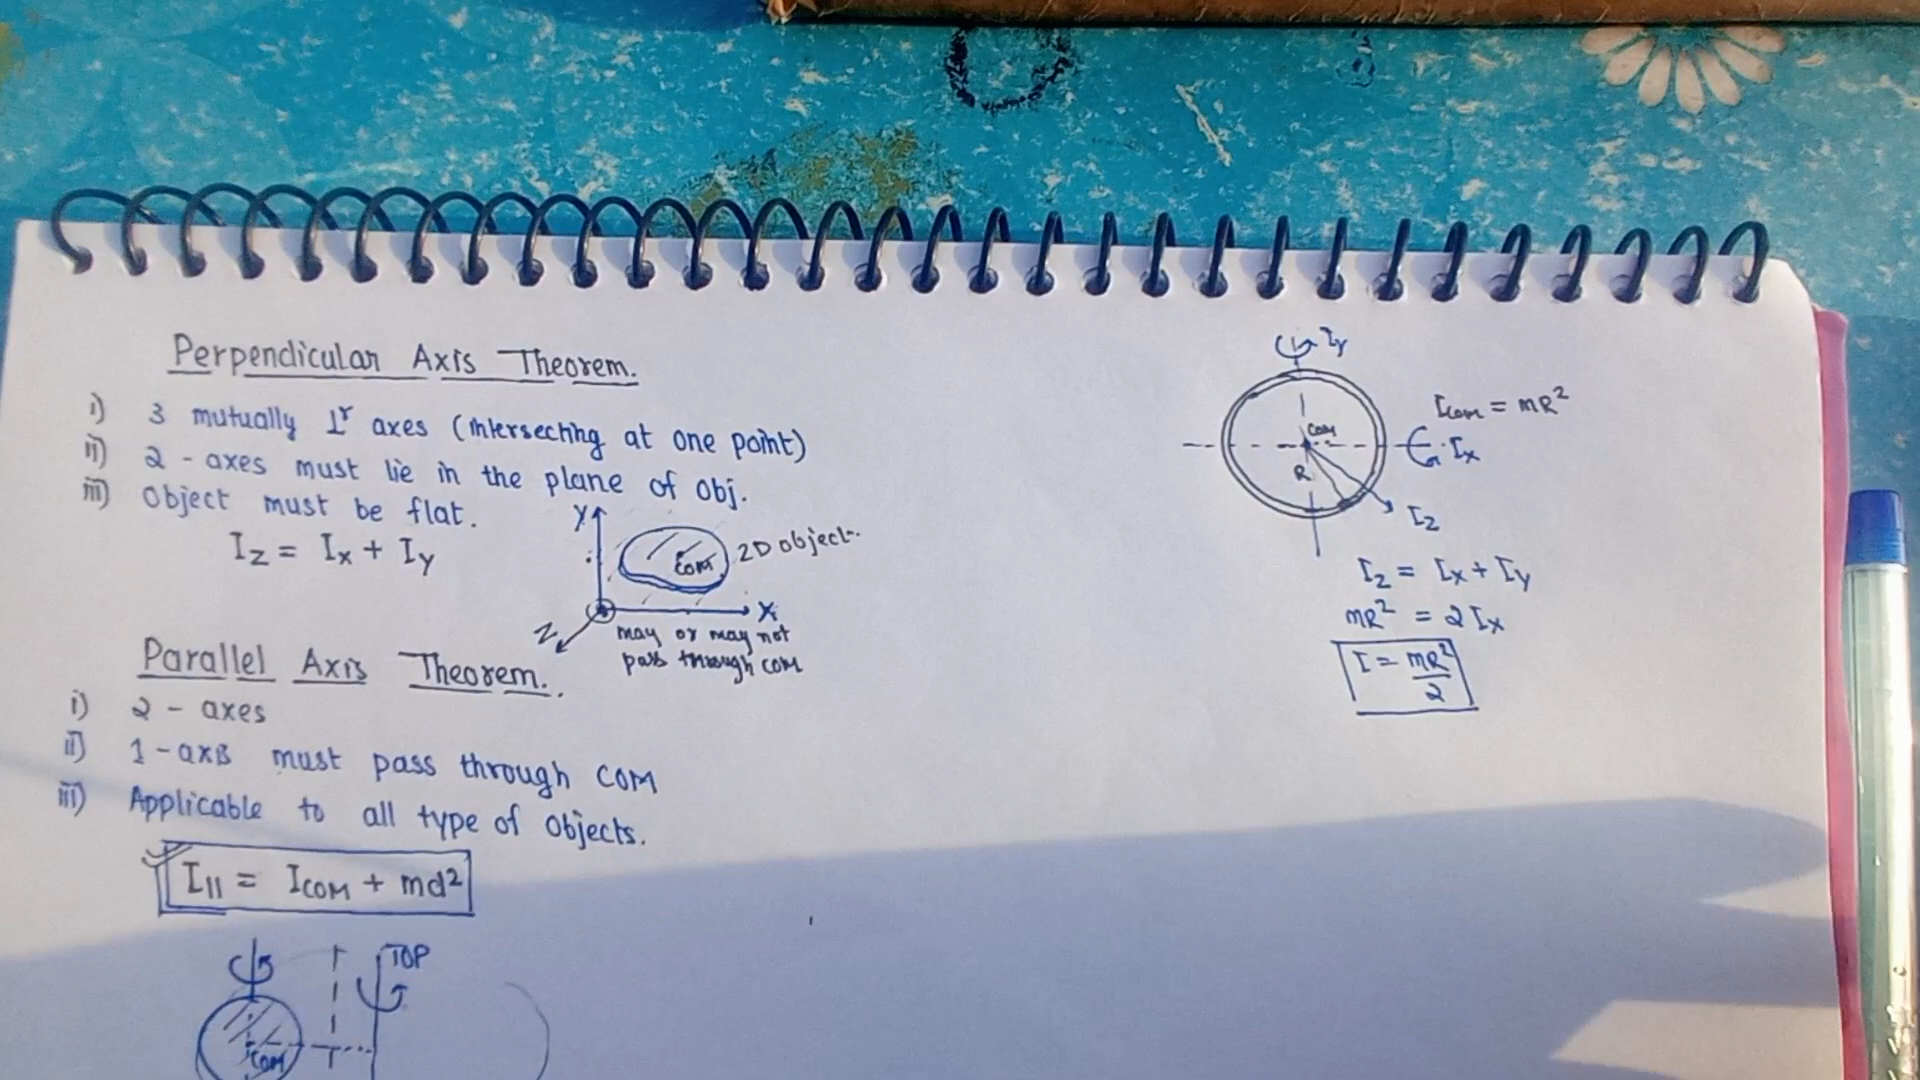 Perpendicular Axis Theorem.
i) 3 mutually 1r axes (intersecting at one point)
ii) 2 - axes must lie in the plane of obj.
iii) Object must be flat.
Iz = Ix + Iy
Y
COM
2D object.
X
Z
may or may not
pass through COM
Parallel Axis Theorem.
i) 2 - axes
ii) 1 - axis must pass through COM
iii) Applicable to all type of Objects.
I11 = ICOM + md²
TOP
COM
Iy
ICOM = mR²
COM
Ix
R
Iz
Iz = Ix + Iy
mR² = 2Ix
I = mR²/2